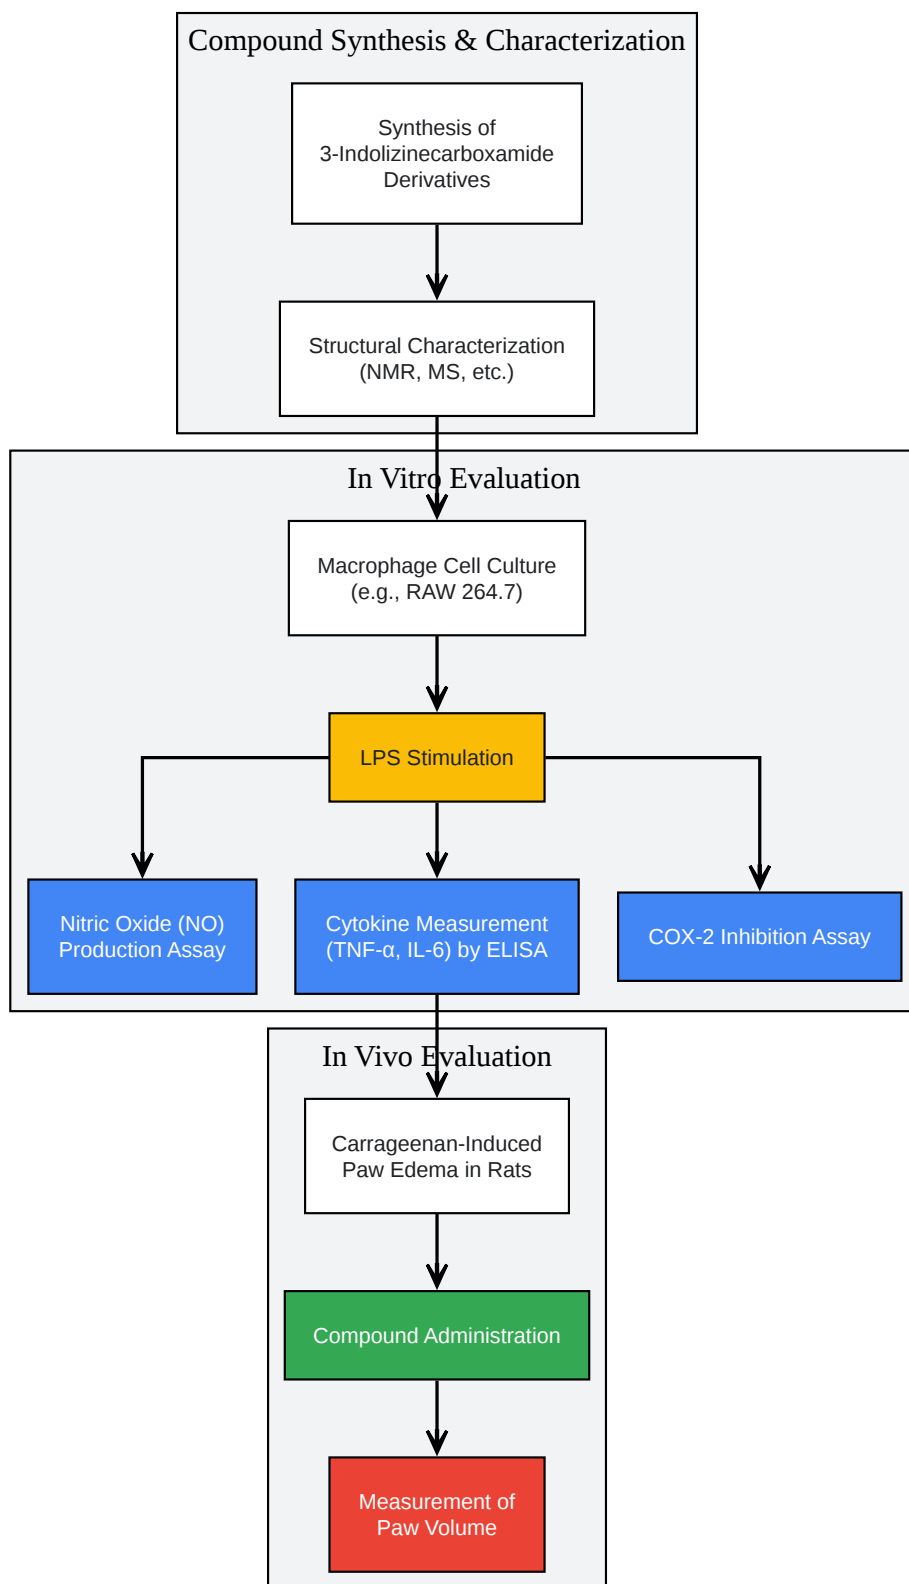 Compound Synthesis & Characterization
Synthesis of
3-Indolizinecarboxamide
Derivatives
Structural Characterization
(NMR, MS, etc.)
In Vitro Evaluation
Macrophage Cell Culture
(e.g., RAW 264.7)
LPS Stimulation
Nitric Oxide (NO)
Production Assay
Cytokine Measurement
(TNF-α, IL-6) by ELISA
COX-2 Inhibition Assay
In Vivo Evaluation
Carrageenan-Induced
Paw Edema in Rats
Compound Administration
Measurement of
Paw Volume